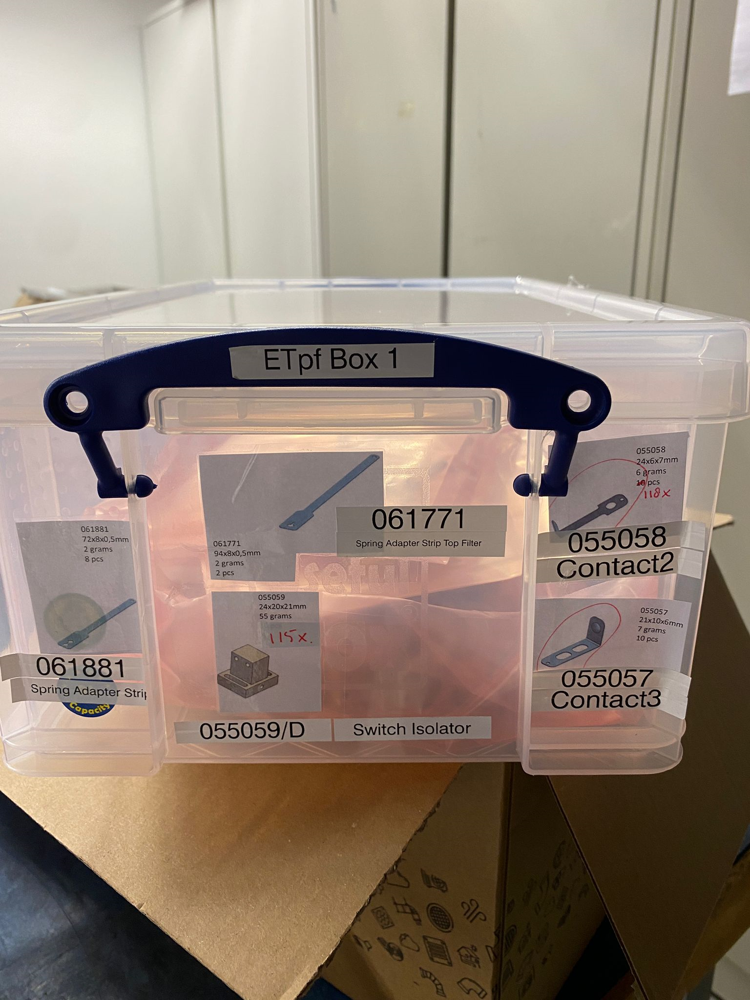 ETpf Box 1
061881
72x8x0,5mm
2 grams
8 pcs
061881
Spring Adapter Strip
Capacity
061771
94x8x0,5mm
2 grams
2 pcs
061771
Spring Adapter Strip Top Filter
seful
055059
24x20x21mm
55 grams
115x.
055059/D
Switch Isolator
055058
24x6x7mm
6 grams
10 pcs
118x
055058
Contact2
055057
21x10x6mm
7 grams
10 pcs
055057
Contact3